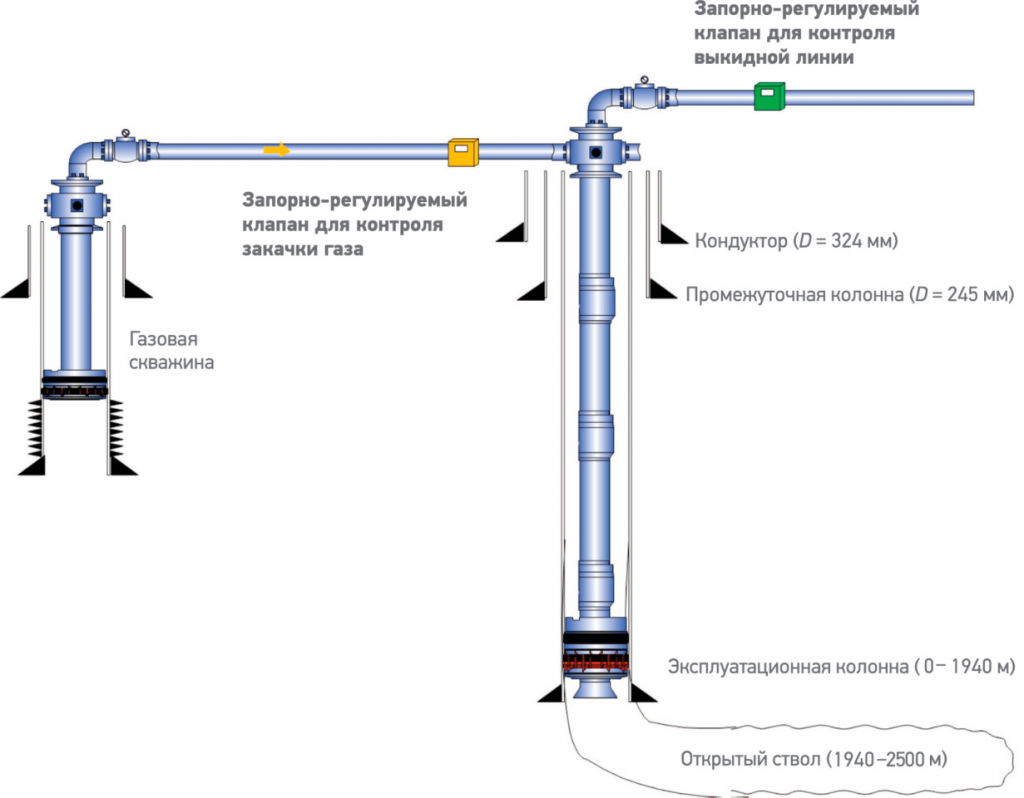 Запорно-регулируемый
клапан для контроля
выкидной линии
Запорно-регулируемый
клапан для контроля
закачки газа
Кондуктор (D = 324 мм)
Промежуточная колонна (D = 245 мм)
Газовая
скважина
Эксплуатационная колонна ( 0– 1940 м)
Открытый ствол (1940–2500 м)